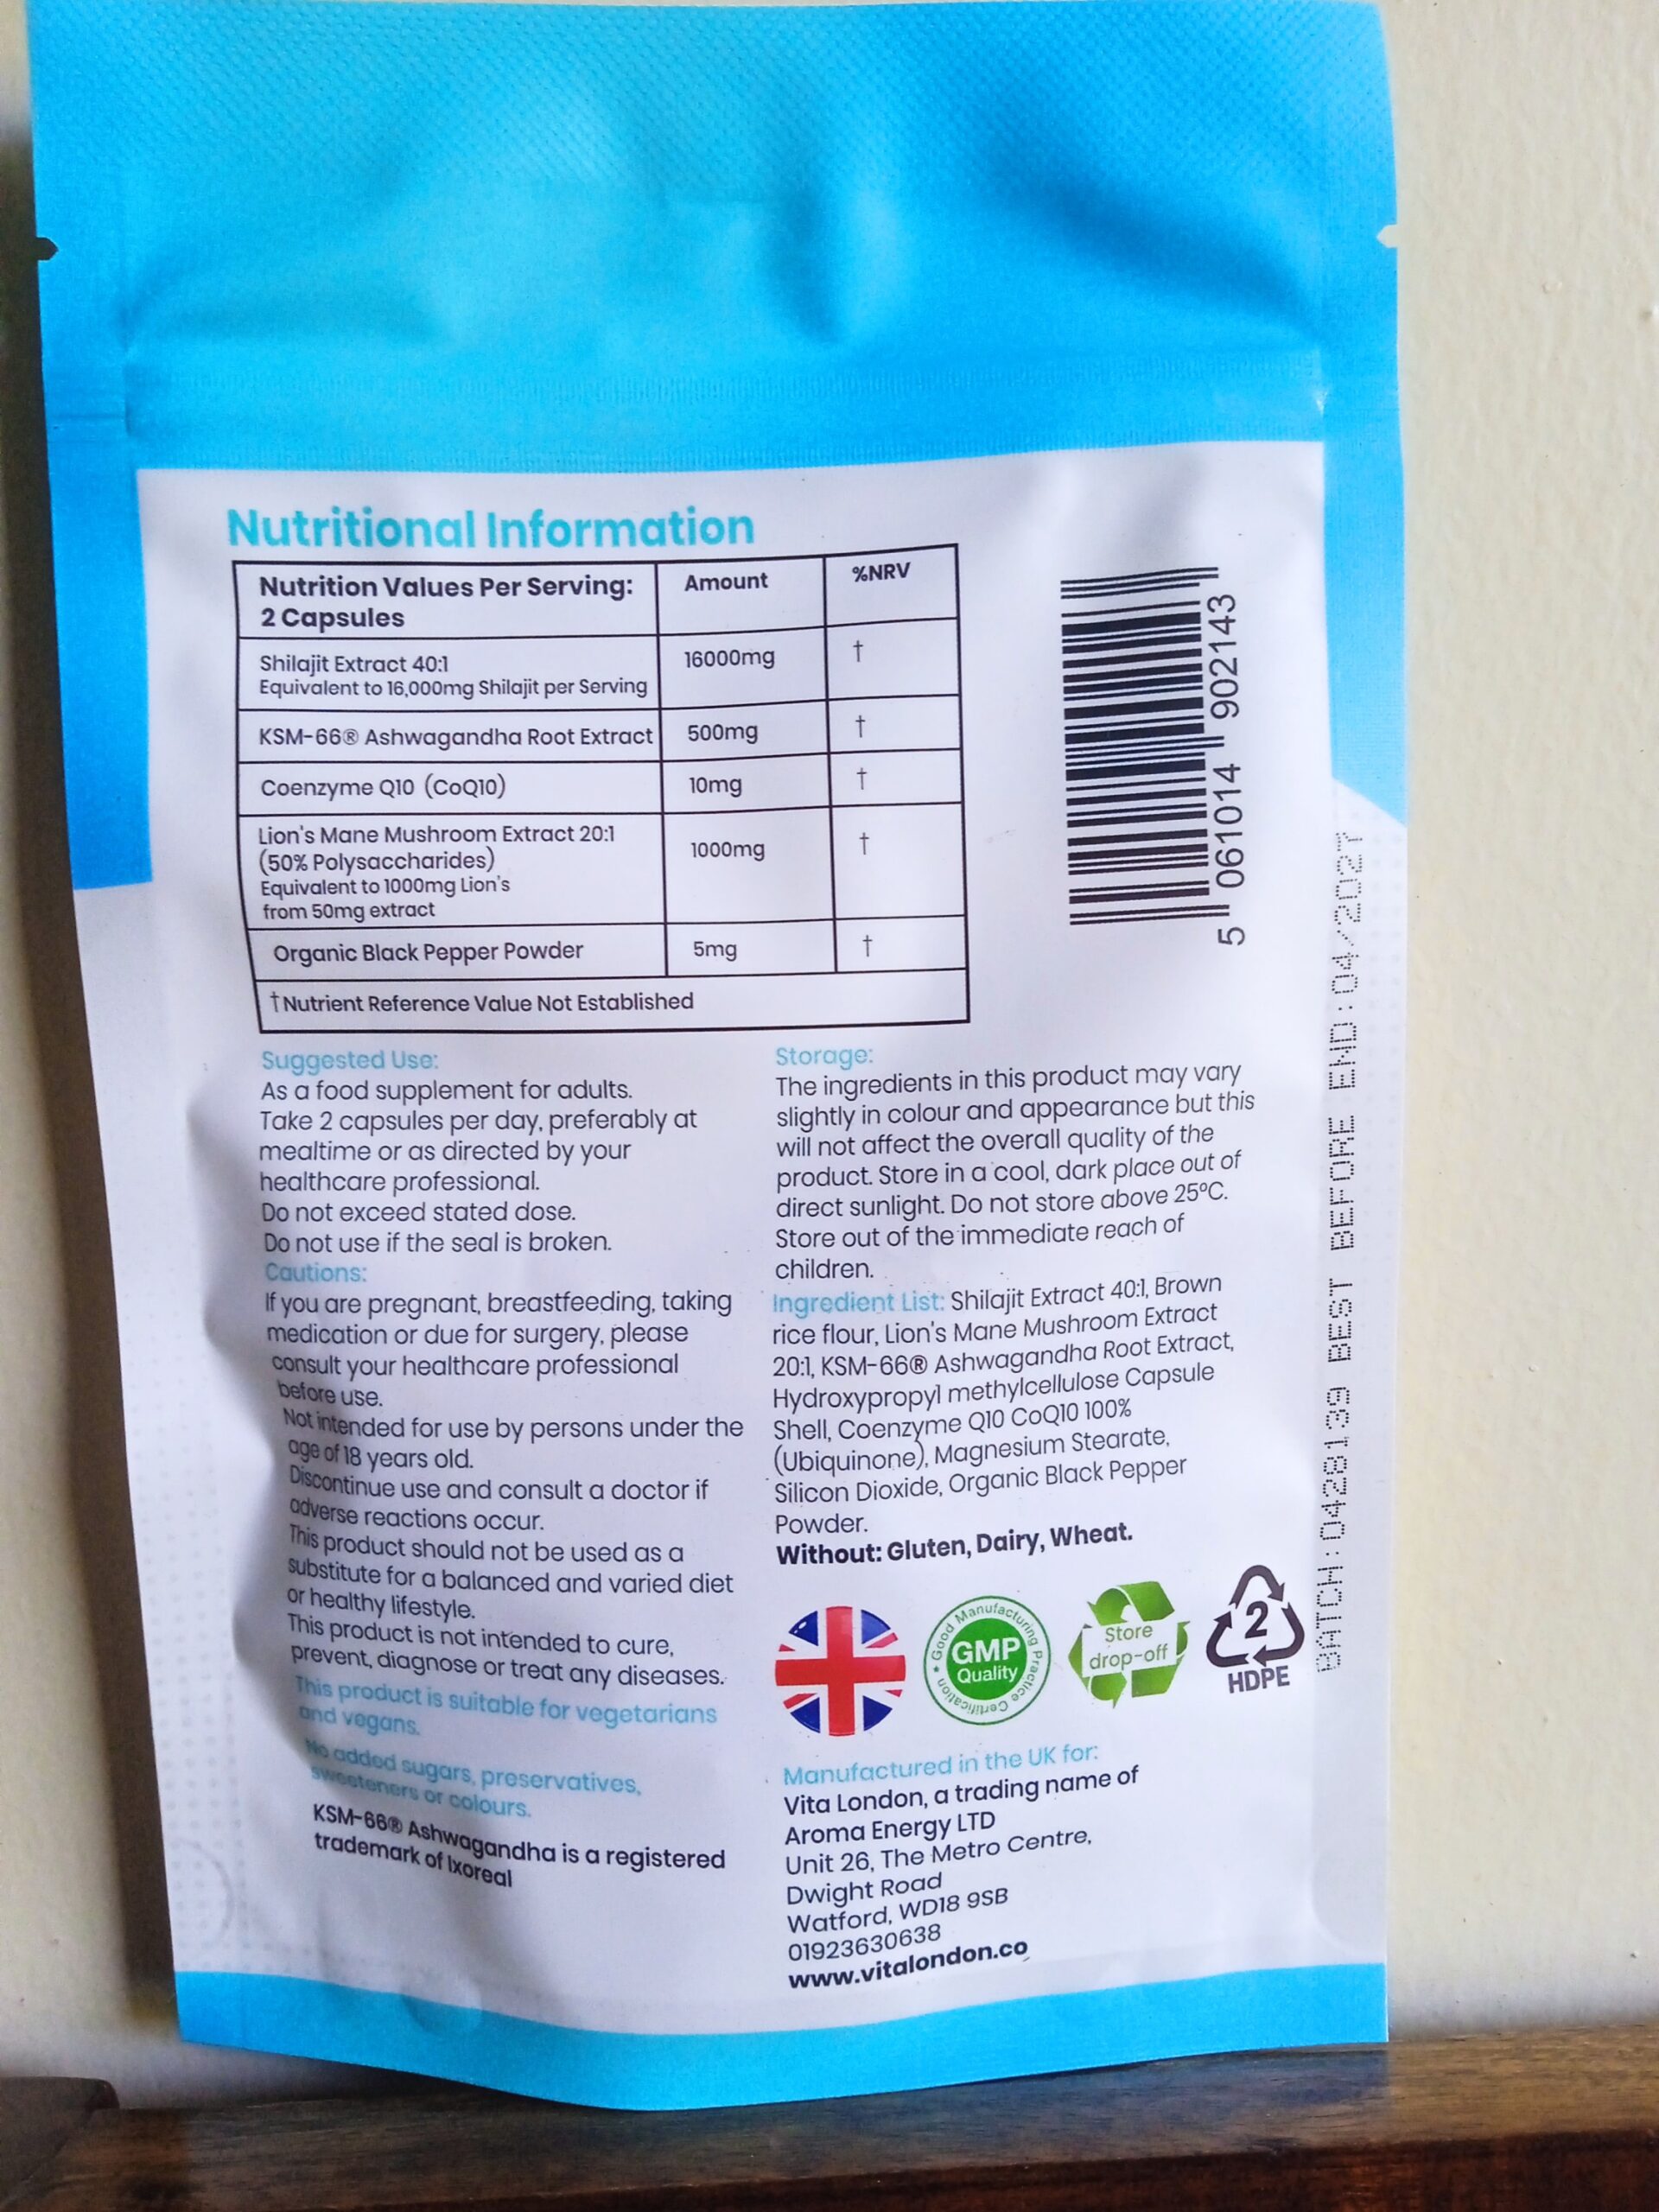 Nutritional Information
Nutrition Values Per Serving:
2 Capsules
Amount
%NRV
Shilajit Extract 40:1
Equivalent to 16,000mg Shilajit per Serving
16000mg
†
KSM-66® Ashwagandha Root Extract
500mg
†
Coenzyme Q10 (CoQ10)
10mg
†
Lion's Mane Mushroom Extract 20:1
(50% Polysaccharides)
Equivalent to 1000mg Lion's
from 50mg extract
1000mg
†
Organic Black Pepper Powder
5mg
†
†Nutrient Reference Value Not Established
5 061014 902143
Suggested Use:
As a food supplement for adults.
Take 2 capsules per day, preferably at
mealtime or as directed by your
healthcare professional.
Do not exceed stated dose.
Do not use if the seal is broken.
Cautions:
If you are pregnant, breastfeeding, taking
medication or due for surgery, please
consult your healthcare professional
before use.
Not intended for use by persons under the
age of 18 years old.
Discontinue use and consult a doctor if
adverse reactions occur.
This product should not be used as a
substitute for a balanced and varied diet
or healthy lifestyle.
This product is not intended to cure,
prevent, diagnose or treat any diseases.
This product is suitable for vegetarians
and vegans.
No added sugars, preservatives,
sweeteners or colours.
KSM-66® Ashwagandha is a registered
trademark of Ixoreal
Storage:
The ingredients in this product may vary
slightly in colour and appearance but this
will not affect the overall quality of the
product. Store in a cool, dark place out of
direct sunlight. Do not store above 25°C.
Store out of the immediate reach of
children.
Ingredient List: Shilajit Extract 40:1, Brown
rice flour, Lion's Mane Mushroom Extract
20:1, KSM-66® Ashwagandha Root Extract,
Hydroxypropyl methylcellulose Capsule
Shell, Coenzyme Q10 CoQ10 100%
(Ubiquinone), Magnesium Stearate,
Silicon Dioxide, Organic Black Pepper
Powder.
Without: Gluten, Dairy, Wheat.
Good Manufacturing Practice Certification
GMP
Quality
Store
drop-off
2
HDPE
Manufactured in the UK for:
Vita London, a trading name of
Aroma Energy LTD
Unit 26, The Metro Centre,
Dwight Road
Watford, WD18 9SB
01923630638
www.vitalondon.co
BATCH:0428139 BEST BEFORE END:04/2027